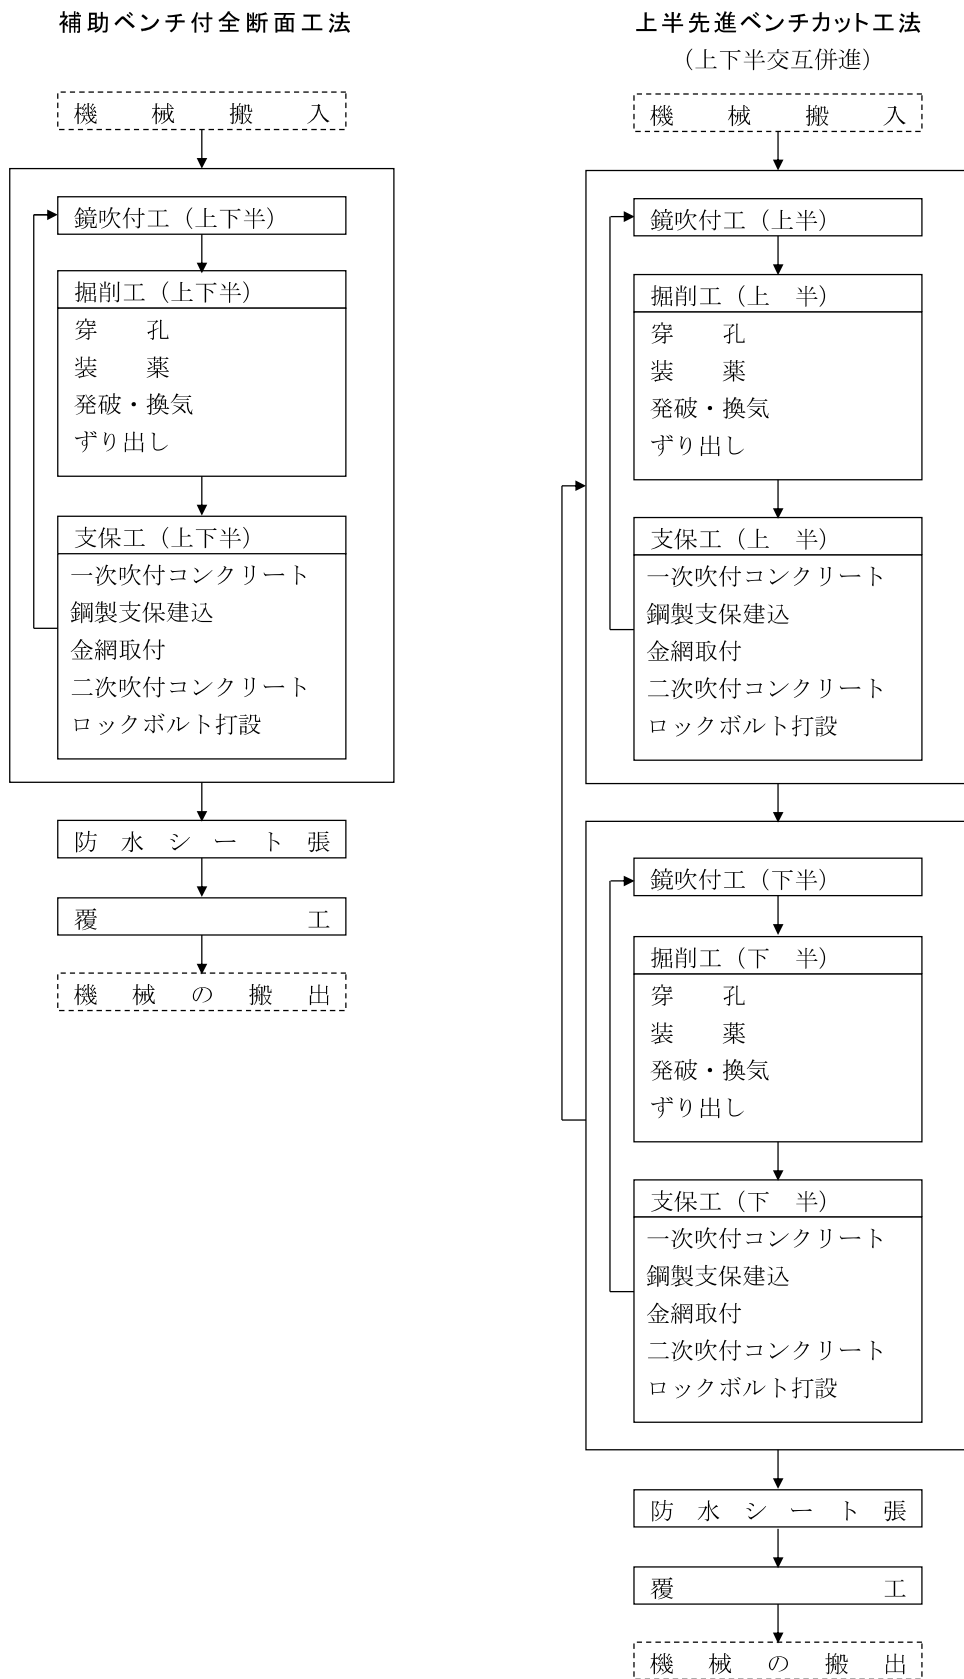 補助ベンチ付全断面工法
機械搬入
鏡吹付工（上下半）
掘削工（上下半）
穿　　孔
装　　薬
発破・換気
ずり出し
支保工（上下半）
一次吹付コンクリート
鋼製支保建込
金網取付
二次吹付コンクリート
ロックボルト打設
防水シート張
覆工
機械の搬出
上半先進ベンチカット工法
（上下半交互併進）
機械搬入
鏡吹付工（上半）
掘削工（上　半）
穿　　孔
装　　薬
発破・換気
ずり出し
支保工（上　半）
一次吹付コンクリート
鋼製支保建込
金網取付
二次吹付コンクリート
ロックボルト打設
鏡吹付工（下半）
掘削工（下　半）
穿　　孔
装　　薬
発破・換気
ずり出し
支保工（下　半）
一次吹付コンクリート
鋼製支保建込
金網取付
二次吹付コンクリート
ロックボルト打設
防水シート張
覆工
機械の搬出